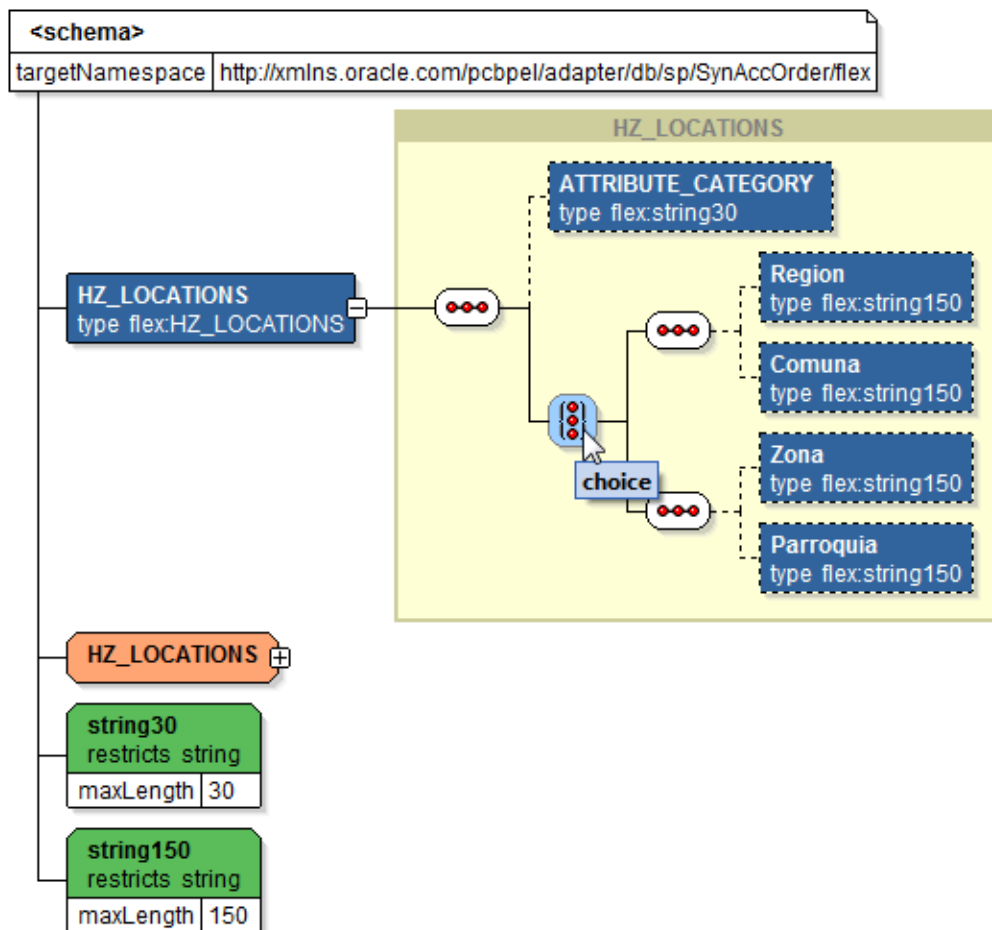 <schema>
targetNamespace http://xmlns.oracle.com/pcbpel/adapter/db/sp/SynAccOrder/flex
HZ_LOCATIONS
ATTRIBUTE_CATEGORY
type flex:string30
HZ_LOCATIONS
type flex:HZ_LOCATIONS
Region
type flex:string150
Comuna
type flex:string150
choice
Zona
type flex:string150
Parroquia
type flex:string150
HZ_LOCATIONS
string30
restricts string
maxLength 30
string150
restricts string
maxLength 150